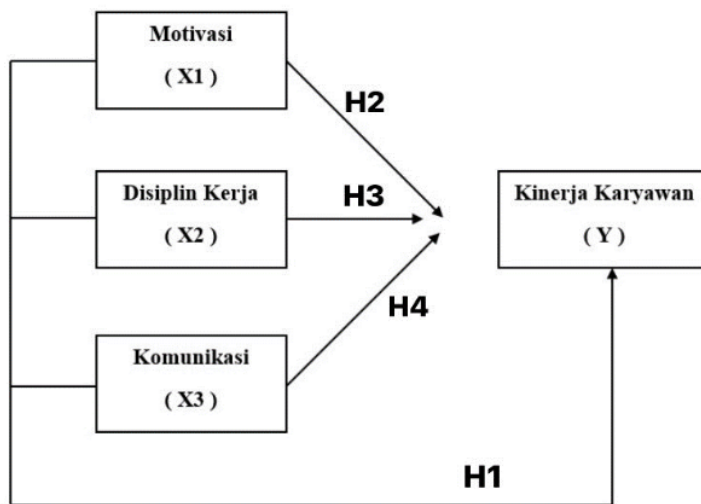 Motivasi
( X1 )
H2
Disiplin Kerja
( X2 )
H3
Kinerja Karyawan
( Y )
H4
Komunikasi
( X3 )
H1